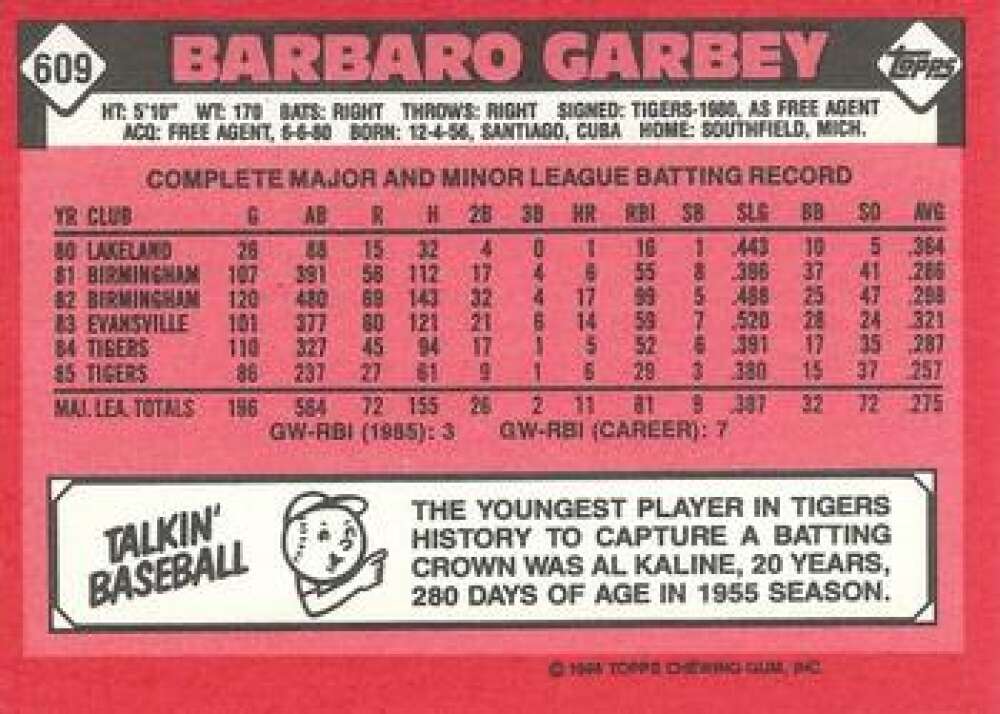 609 BARBARO GARBEY TOPPS
HT: 5'10" WT: 170 BATS: RIGHT THROWS: RIGHT SIGNED: TIGERS-1980, AS FREE AGENT
ACQ: FREE AGENT, 6-6-80 BORN: 12-4-56, SANTIAGO, CUBA HOME: SOUTHFIELD, MICH.
COMPLETE MAJOR AND MINOR LEAGUE BATTING RECORD
YR CLUB G AB R H 2B 3B HR RBI SB SLG BB SO AVG
80 LAKELAND 26 88 15 32 4 0 1 16 1 .443 10 5 .364
81 BIRMINGHAM 107 391 58 112 17 4 6 55 8 .396 37 41 .286
82 BIRMINGHAM 120 480 69 143 32 4 17 99 5 .488 25 47 .298
83 EVANSVILLE 101 377 60 121 21 6 14 59 7 .520 28 24 .321
84 TIGERS 110 327 45 94 17 1 5 52 6 .391 17 35 .287
85 TIGERS 86 237 27 61 9 1 6 29 3 .380 15 37 .257
MAJ. LEA. TOTALS 196 564 72 155 26 2 11 81 9 .387 32 72 .275
GW-RBI (1985): 3 GW-RBI (CAREER): 7
TALKIN'
BASEBALL
THE YOUNGEST PLAYER IN TIGERS
HISTORY TO CAPTURE A BATTING
CROWN WAS AL KALINE, 20 YEARS,
280 DAYS OF AGE IN 1955 SEASON.
© 1986 TOPPS CHEWING GUM, INC.